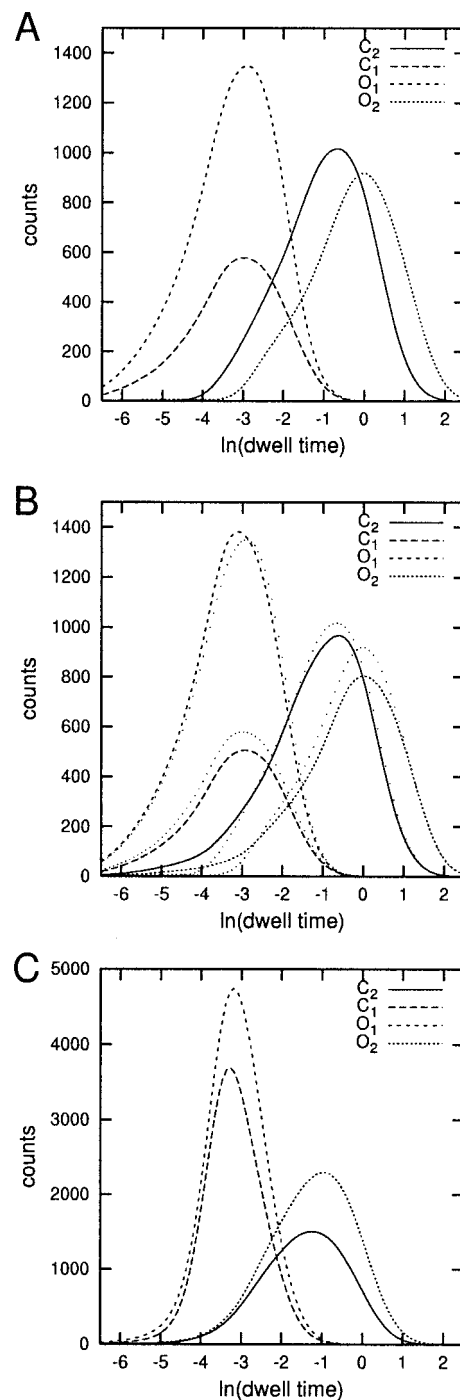 A
1400
1200
1000
800
600
400
200
0
counts
-6 -5 -4 -3 -2 -1 0 1 2
ln(dwell time)
C₂
C₁
O₁
O₂
B
1400
1200
1000
800
600
400
200
0
counts
-6 -5 -4 -3 -2 -1 0 1 2
ln(dwell time)
C₂
C₁
O₁
O₂
C
5000
4000
3000
2000
1000
0
counts
-6 -5 -4 -3 -2 -1 0 1 2
ln(dwell time)
C₂
C₁
O₁
O₂